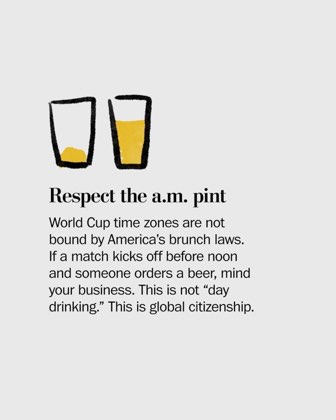 Respect the a.m. pint
World Cup time zones are not
bound by America’s brunch laws.
If a match kicks off before noon
and someone orders a beer, mind
your business. This is not “day
drinking.” This is global citizenship.